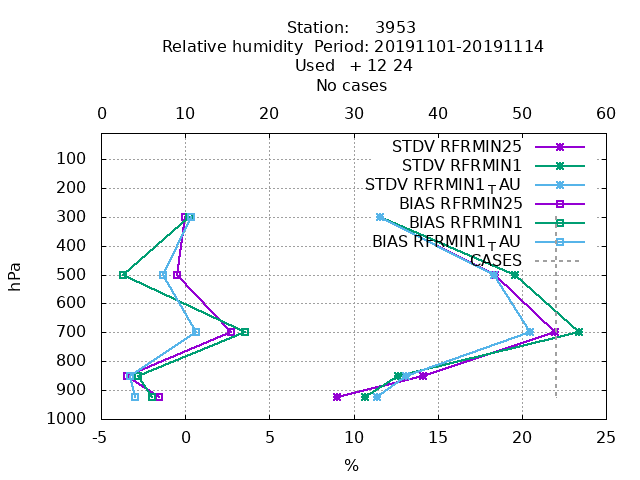 Station: 3953
Relative humidity Period: 20191101-20191114
Used + 12 24
No cases
0 10 20 30 40 50 60
STDV RFRMIN25
STDV RFRMIN1
STDV RFRMIN1_TAU
BIAS RFRMIN25
BIAS RFRMIN1
BIAS RFRMIN1_TAU
CASES
hPa
100
200
300
400
500
600
700
800
900
1000
-5 0 5 10 15 20 25
%